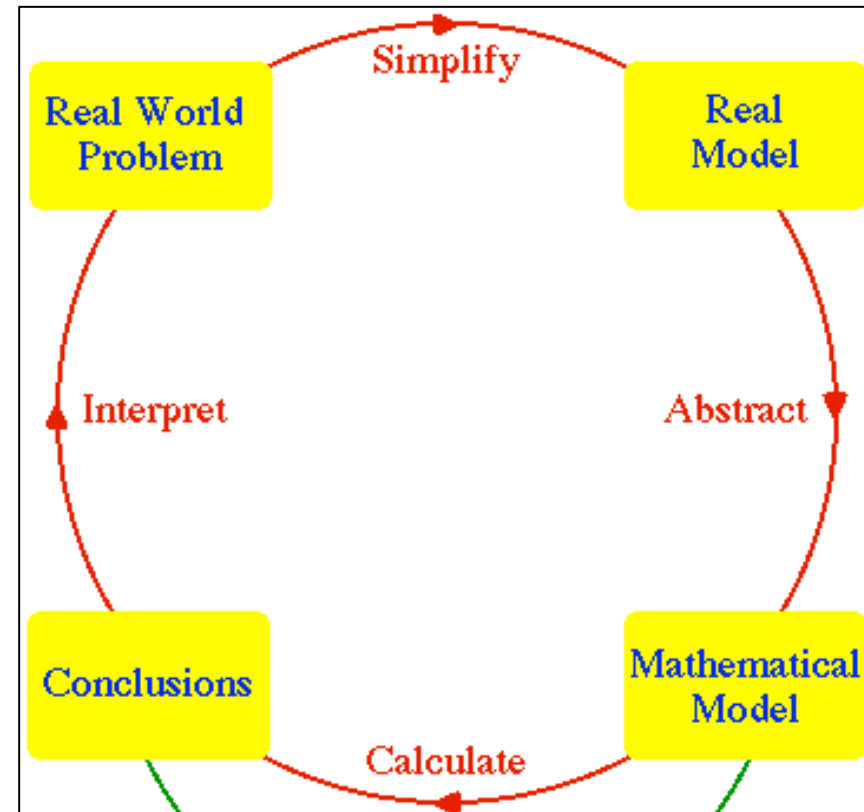 Simplify
Real World
Problem
Real
Model
Interpret
Abstract
Conclusions
Mathematical
Model
Calculate